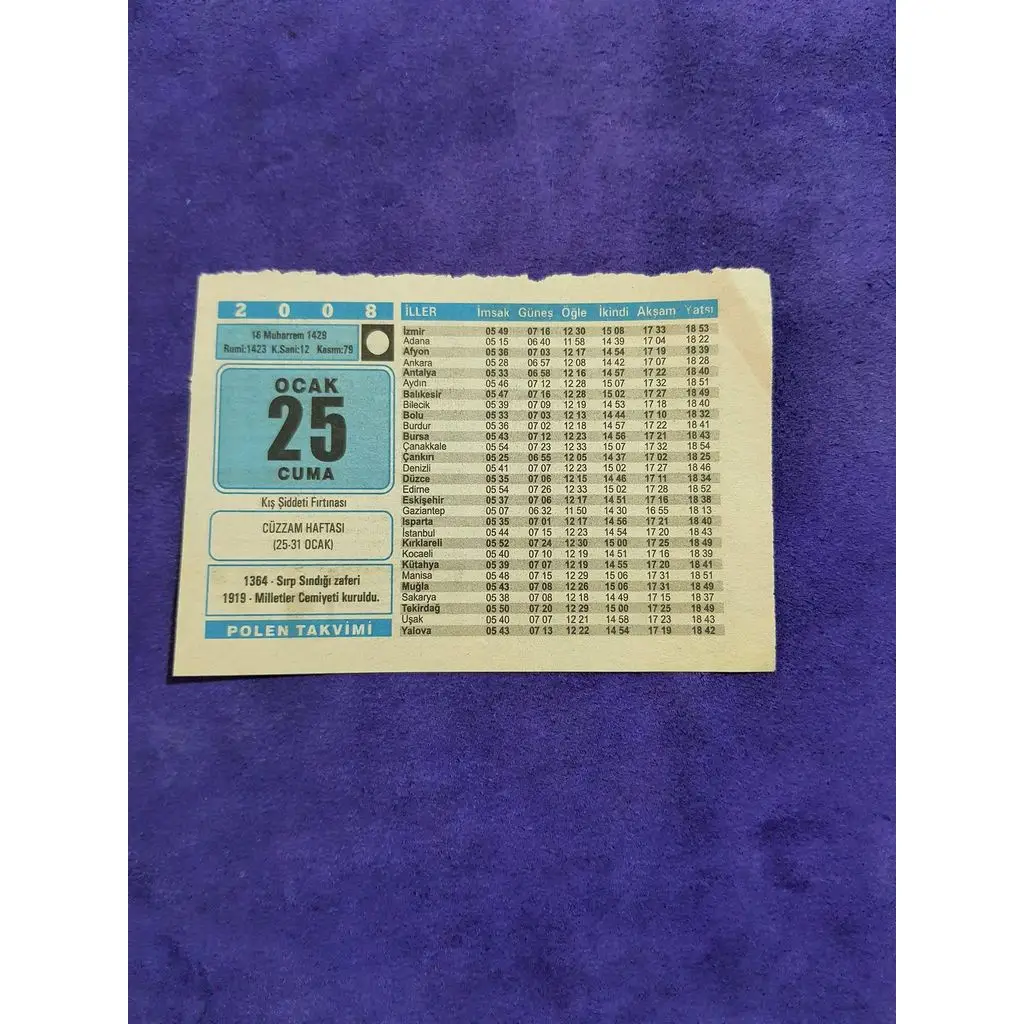 2 0 0 8
16 Muharrem 1429
Rumi:1423 K.Sani:12 Kasım:79
OCAK
25
CUMA
Kış Şiddeti Fırtınası
CÜZZAM HAFTASI
(25-31 OCAK)
1364 - Sırp Sındığı zaferi
1919 - Milletler Cemiyeti kuruldu.
POLEN TAKVİMİ
İLLER İmsak Güneş Öğle İkindi Akşam Yatsı
İzmir 05 49 07 16 12 30 15 08 17 33 18 53
Adana 05 15 06 40 11 58 14 39 17 04 18 22
Afyon 05 36 07 03 12 17 14 54 17 19 18 39
Ankara 05 28 06 57 12 08 14 42 17 07 18 28
Antalya 05 33 06 58 12 16 14 57 17 22 18 40
Aydın 05 46 07 12 12 28 15 07 17 32 18 51
Balıkesir 05 47 07 16 12 28 15 02 17 27 18 49
Bilecik 05 39 07 09 12 19 14 53 17 18 18 40
Bolu 05 33 07 03 12 13 14 44 17 10 18 32
Burdur 05 36 07 02 12 18 14 57 17 22 18 41
Bursa 05 43 07 12 12 23 14 56 17 21 18 43
Çanakkale 05 54 07 23 12 33 15 07 17 32 18 54
Çankırı 05 25 06 55 12 05 14 37 17 02 18 25
Denizli 05 41 07 07 12 23 15 02 17 27 18 46
Düzce 05 35 07 06 12 15 14 46 17 11 18 34
Edirne 05 54 07 26 12 33 15 02 17 28 18 52
Eskişehir 05 37 07 06 12 17 14 51 17 16 18 38
Gaziantep 05 07 06 32 11 50 14 30 16 55 18 13
Isparta 05 35 07 01 12 17 14 56 17 21 18 40
İstanbul 05 44 07 15 12 23 14 54 17 20 18 43
Kırklareli 05 52 07 24 12 30 15 00 17 25 18 49
Kocaeli 05 40 07 10 12 19 14 51 17 16 18 39
Kütahya 05 39 07 07 12 19 14 55 17 20 18 41
Manisa 05 48 07 15 12 29 15 06 17 31 18 51
Muğla 05 43 07 08 12 26 15 06 17 31 18 49
Sakarya 05 38 07 08 12 18 14 49 17 15 18 37
Tekirdağ 05 50 07 20 12 29 15 00 17 25 18 49
Uşak 05 40 07 07 12 21 14 58 17 23 18 43
Yalova 05 43 07 13 12 22 14 54 17 19 18 42